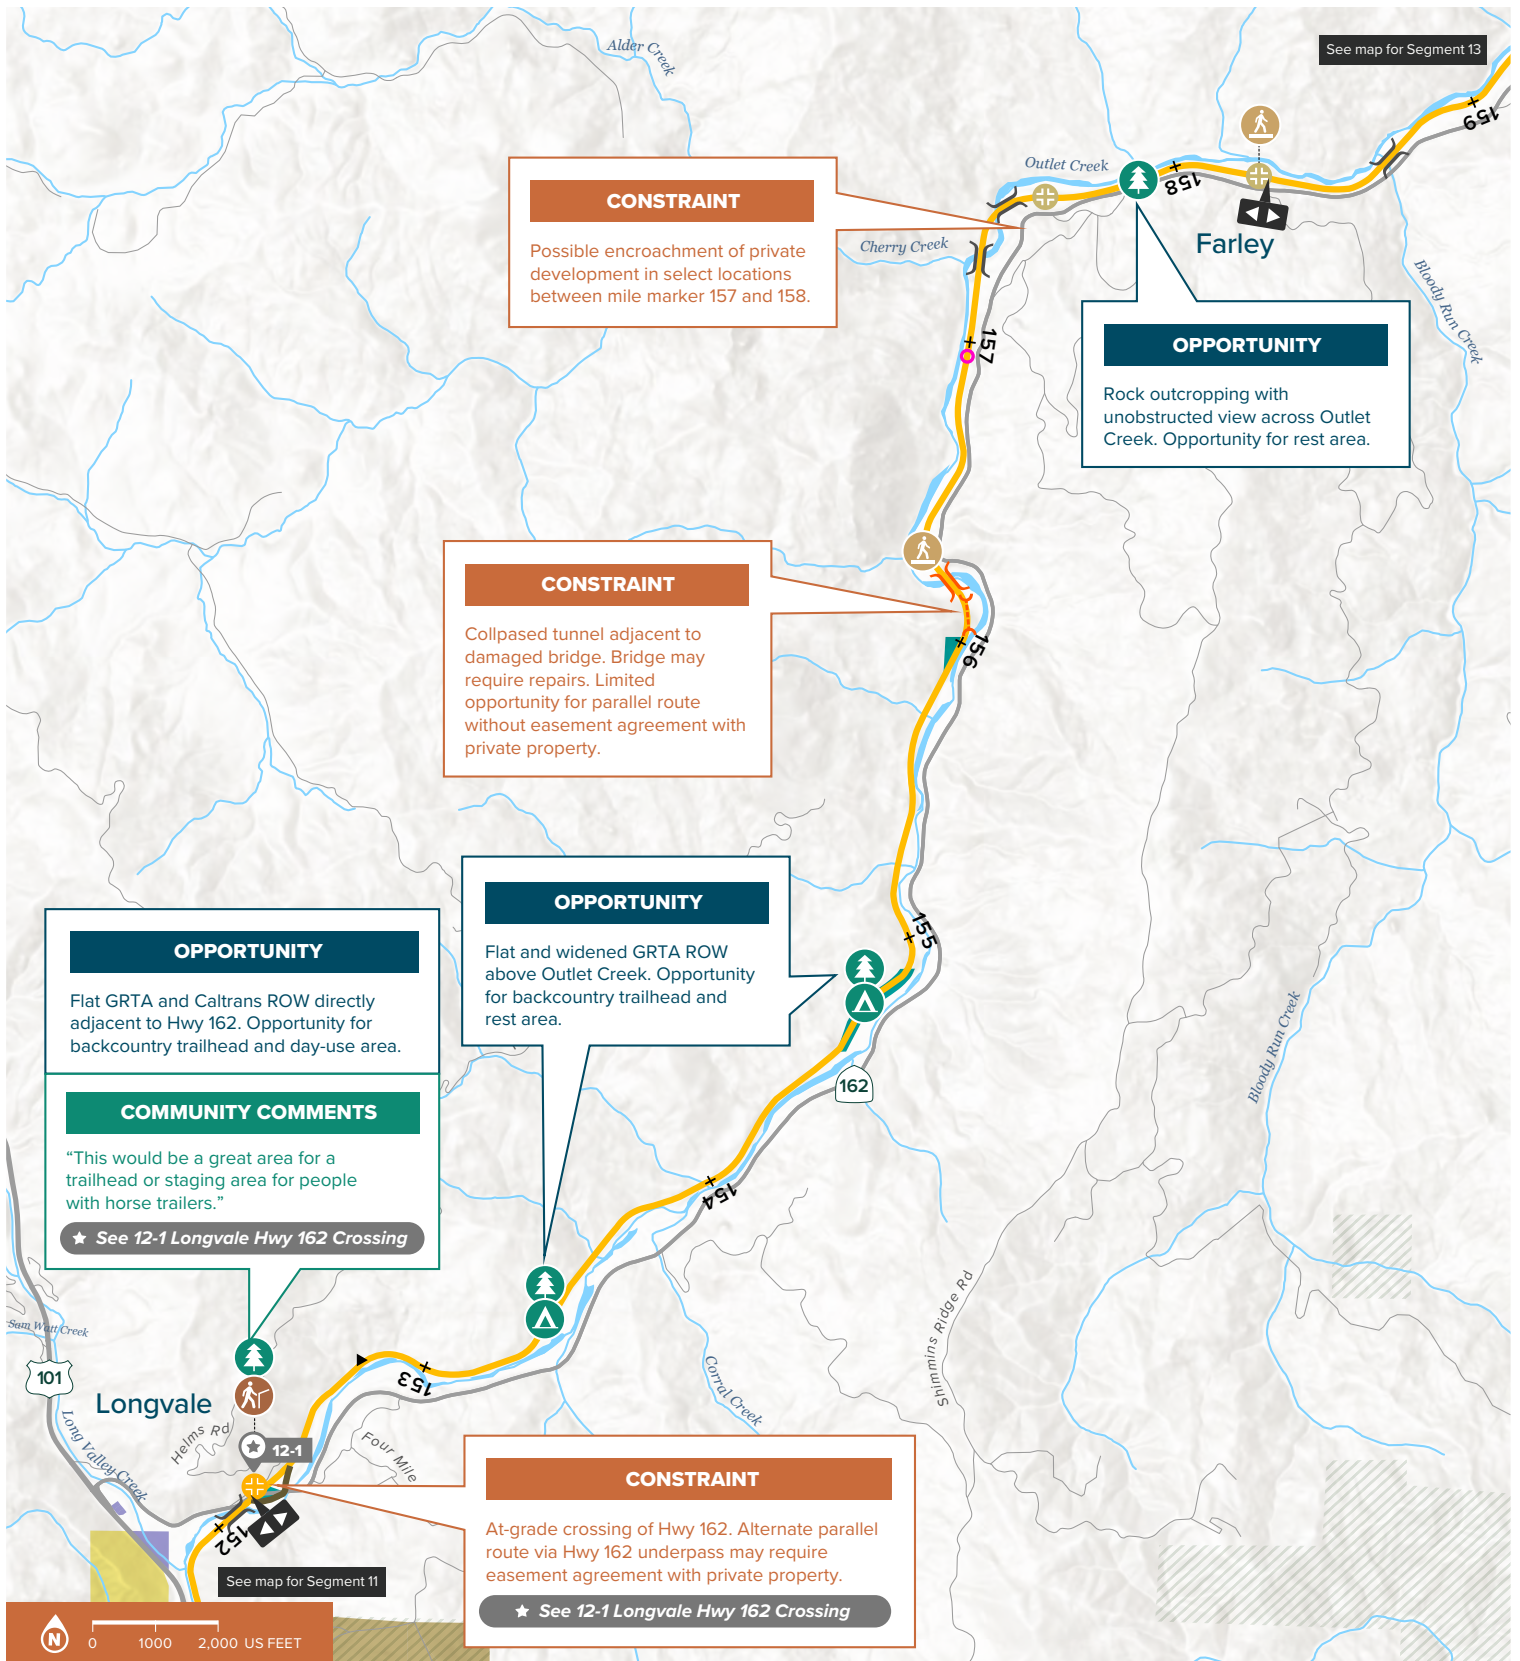 See map for Segment 13
Alder Creek
159
Outlet Creek
158
Farley
CONSTRAINT
Possible encroachment of private
development in select locations
between mile marker 157 and 158.
Cherry Creek
Bloody Run Creek
157
OPPORTUNITY
Rock outcropping with
unobstructed view across Outlet
Creek. Opportunity for rest area.
CONSTRAINT
Collpased tunnel adjacent to
damaged bridge. Bridge may
require repairs. Limited
opportunity for parallel route
without easement agreement with
private property.
156
OPPORTUNITY
Flat and widened GRTA ROW
above Outlet Creek. Opportunity
for backcountry trailhead and
rest area.
155
OPPORTUNITY
Flat GRTA and Caltrans ROW directly
adjacent to Hwy 162. Opportunity for
backcountry trailhead and day-use area.
Bloody Run Creek
162
COMMUNITY COMMENTS
“This would be a great area for a
trailhead or staging area for people
with horse trailers.”
See 12-1 Longvale Hwy 162 Crossing
154
Shimmins Ridge Rd
Sam Watt Creek
101
153
Corral Creek
Longvale
Helms Rd
Four Mile
Long Valley Creek
12-1
152
CONSTRAINT
At-grade crossing of Hwy 162. Alternate parallel
route via Hwy 162 underpass may require
easement agreement with private property.
See 12-1 Longvale Hwy 162 Crossing
See map for Segment 11
N
0 1000 2,000 US FEET